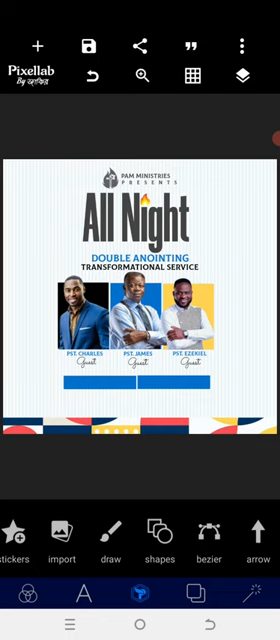 Pixellab
By জাকির
PAM MINISTRIES
PRESENTS
All Night
DOUBLE ANOINTING
TRANSFORMATIONAL SERVICE
PST. CHARLES
Guest
PST. JAMES
Guest
PST. EZEKIEL
Guest
stickers
import
draw
shapes
bezier
arrow